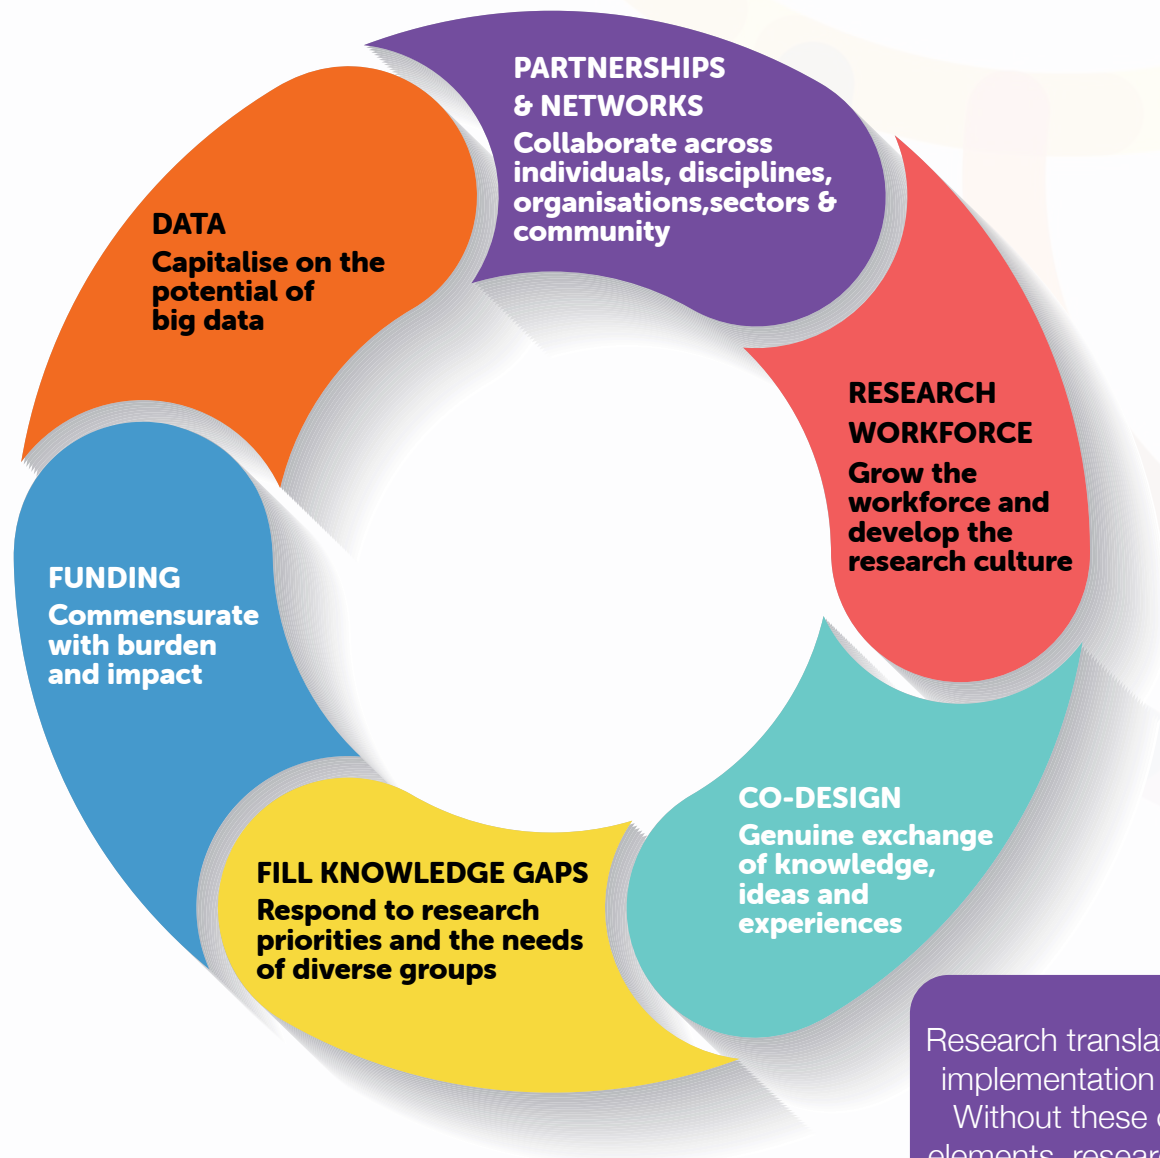 PARTNERSHIPS
& NETWORKS
Collaborate across
individuals, disciplines,
organisations,sectors &
community
RESEARCH
WORKFORCE
Grow the
workforce and
develop the
research culture
CO-DESIGN
Genuine exchange
of knowledge,
ideas and
experiences
FILL KNOWLEDGE GAPS
Respond to research
priorities and the needs
of diverse groups
FUNDING
Commensurate
with burden
and impact
DATA
Capitalise on the
potential of
big data
Research
implementation
Without these
elements,